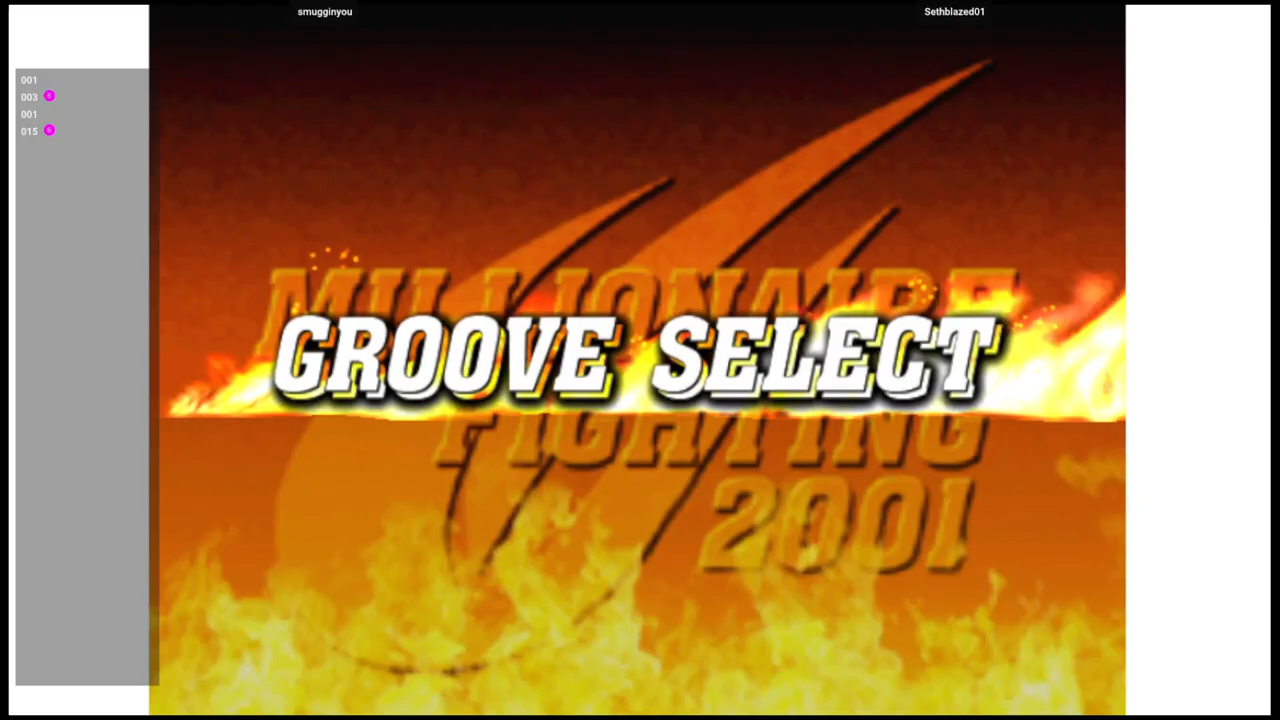 smugginyou
Sethblazed01
001
003
001
015
MILLIONAIRE
GROOVE SELECT
FIGHTING
2001